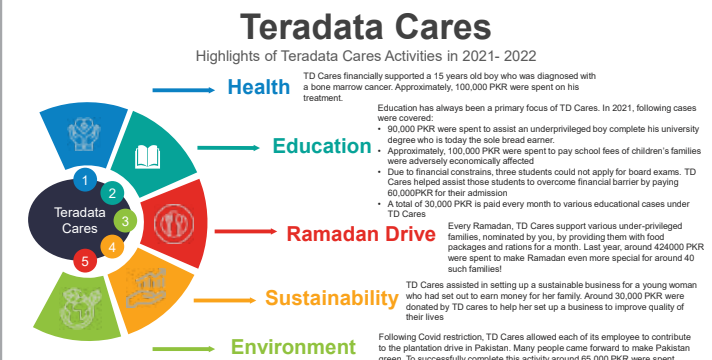 Teradata Cares
Highlights of Teradata Cares Activities in 2021- 2022
Health
TD Cares financially supported a 15 years old boy who was diagnosed with
a bone marrow cancer. Approximately, 100,000 PKR were spent on his
treatment.
Education
Education has always been a primary focus of TD Cares. In 2021, following cases
were covered:
• 90,000 PKR were spent to assist an underprivileged boy complete his university
degree who is today the sole bread earner.
• Approximately, 100,000 PKR were spent to pay school fees of children's families
were adversely economically affected
• Due to financial constrains, three students could not apply for board exams. TD
Cares helped assist those students to overcome financial barrier by paying
60,000PKR for their admission
• A total of 30,000 PKR is paid every month to various educational cases under
TD Cares
1
2
3
4
5
Teradata
Cares
Ramadan Drive
Every Ramadan, TD Cares support various under-privileged
families, nominated by you, by providing them with food
packages and rations for a month. Last year, around 424000 PKR
were spent to make Ramadan even more special for around 40
such families!
Sustainability
TD Cares assisted in setting up a sustainable business for a young woman
who had set out to earn money for her family. Around 30,000 PKR were
donated by TD cares to help her set up a business to improve quality of
their lives
Environment
Following Covid restriction, TD Cares allowed each of its employee to contribute
to the plantation drive in Pakistan. Many people came forward to make Pakistan
green. To successfully complete this activity around 65,000 PKR were spent